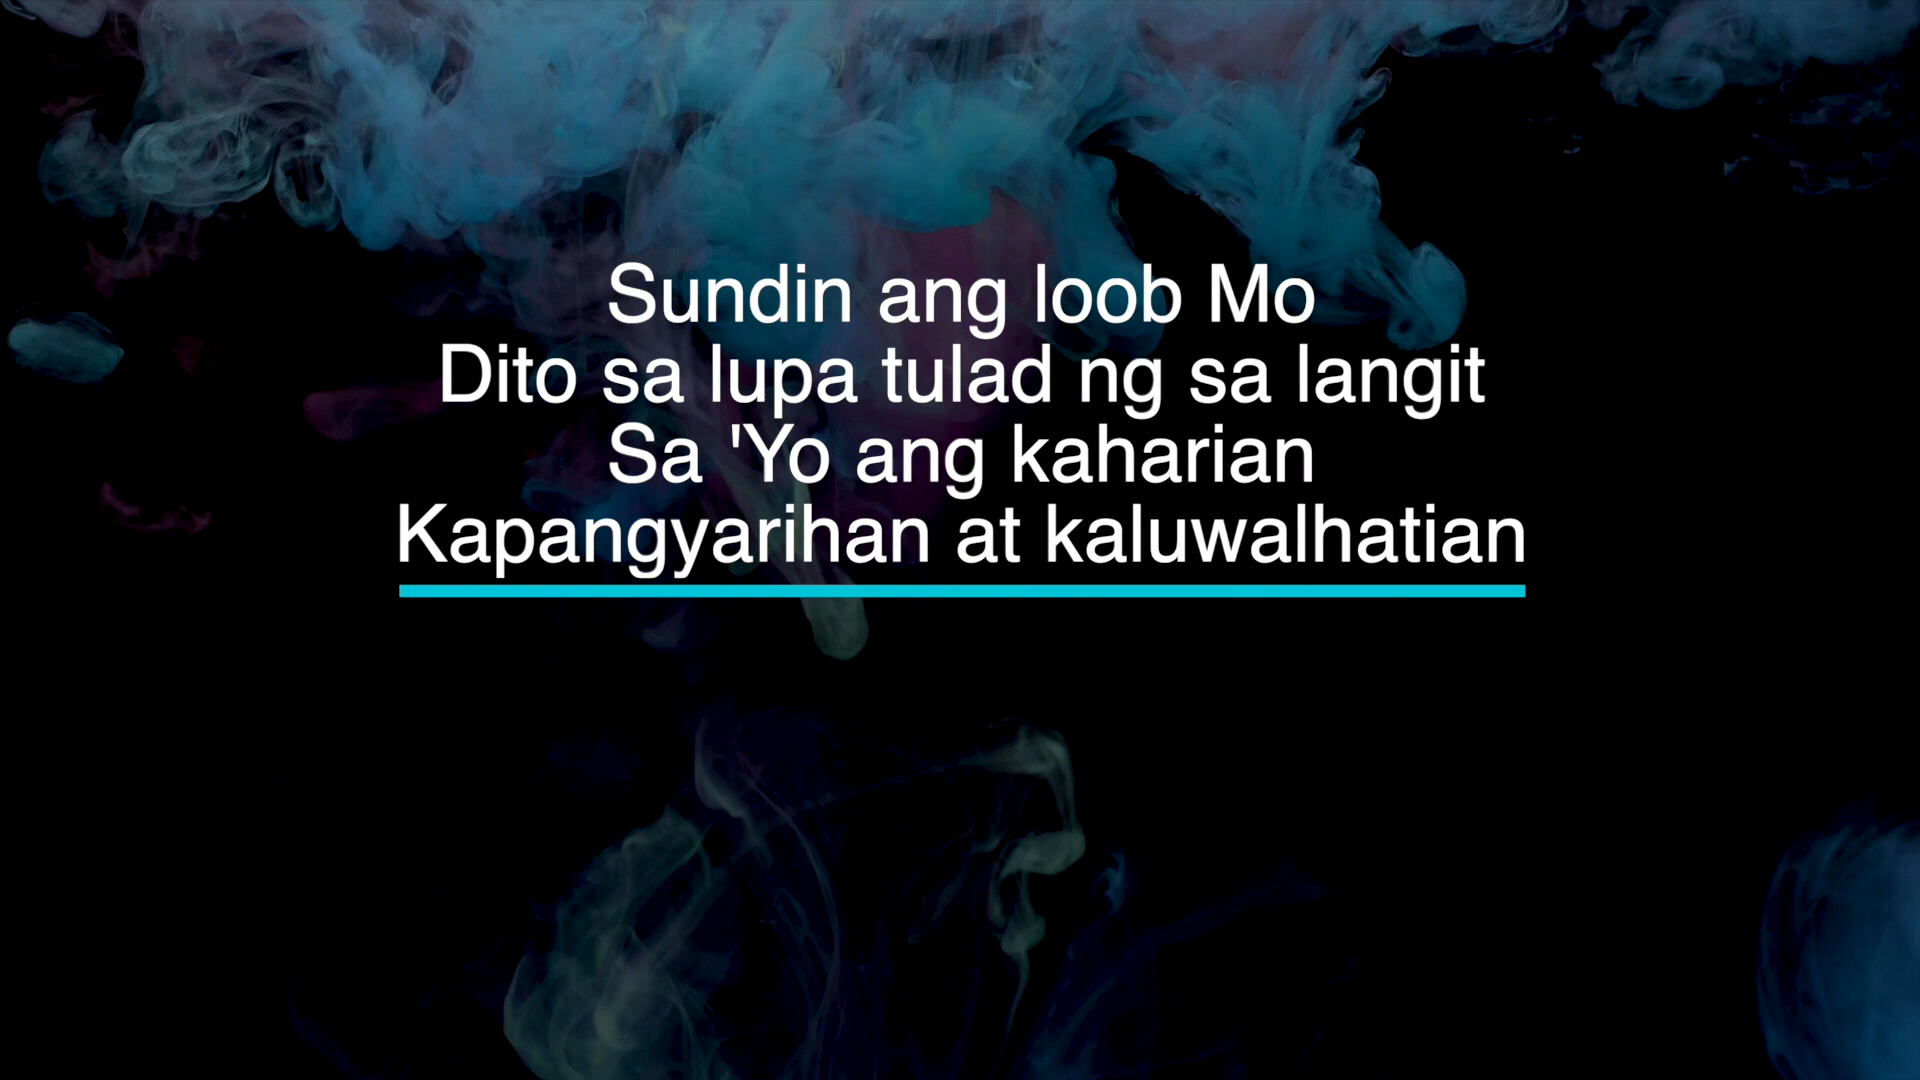 Sundin ang loob Mo
Dito sa lupa tulad ng sa langit
Sa 'Yo ang kaharian
Kapangyarihan at kaluwalhatian